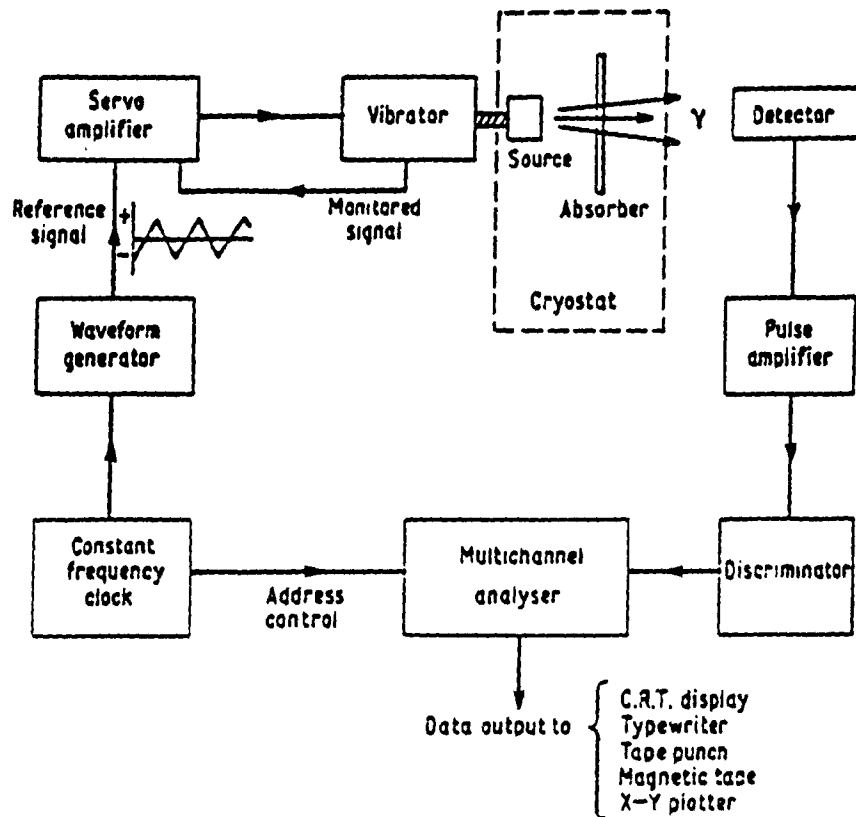 Servo
amplifier
Vibrator
Source
Absorber
γ
Detector
Reference
signal
+
-
Monitored
signal
Cryostat
Waveform
generator
Pulse
amplifier
Constant
frequency
clock
Address
control
Multichannel
analyser
Discriminator
Data output to
C.R.T. display
Typewriter
Tape punch
Magnetic tape
X-Y plotter